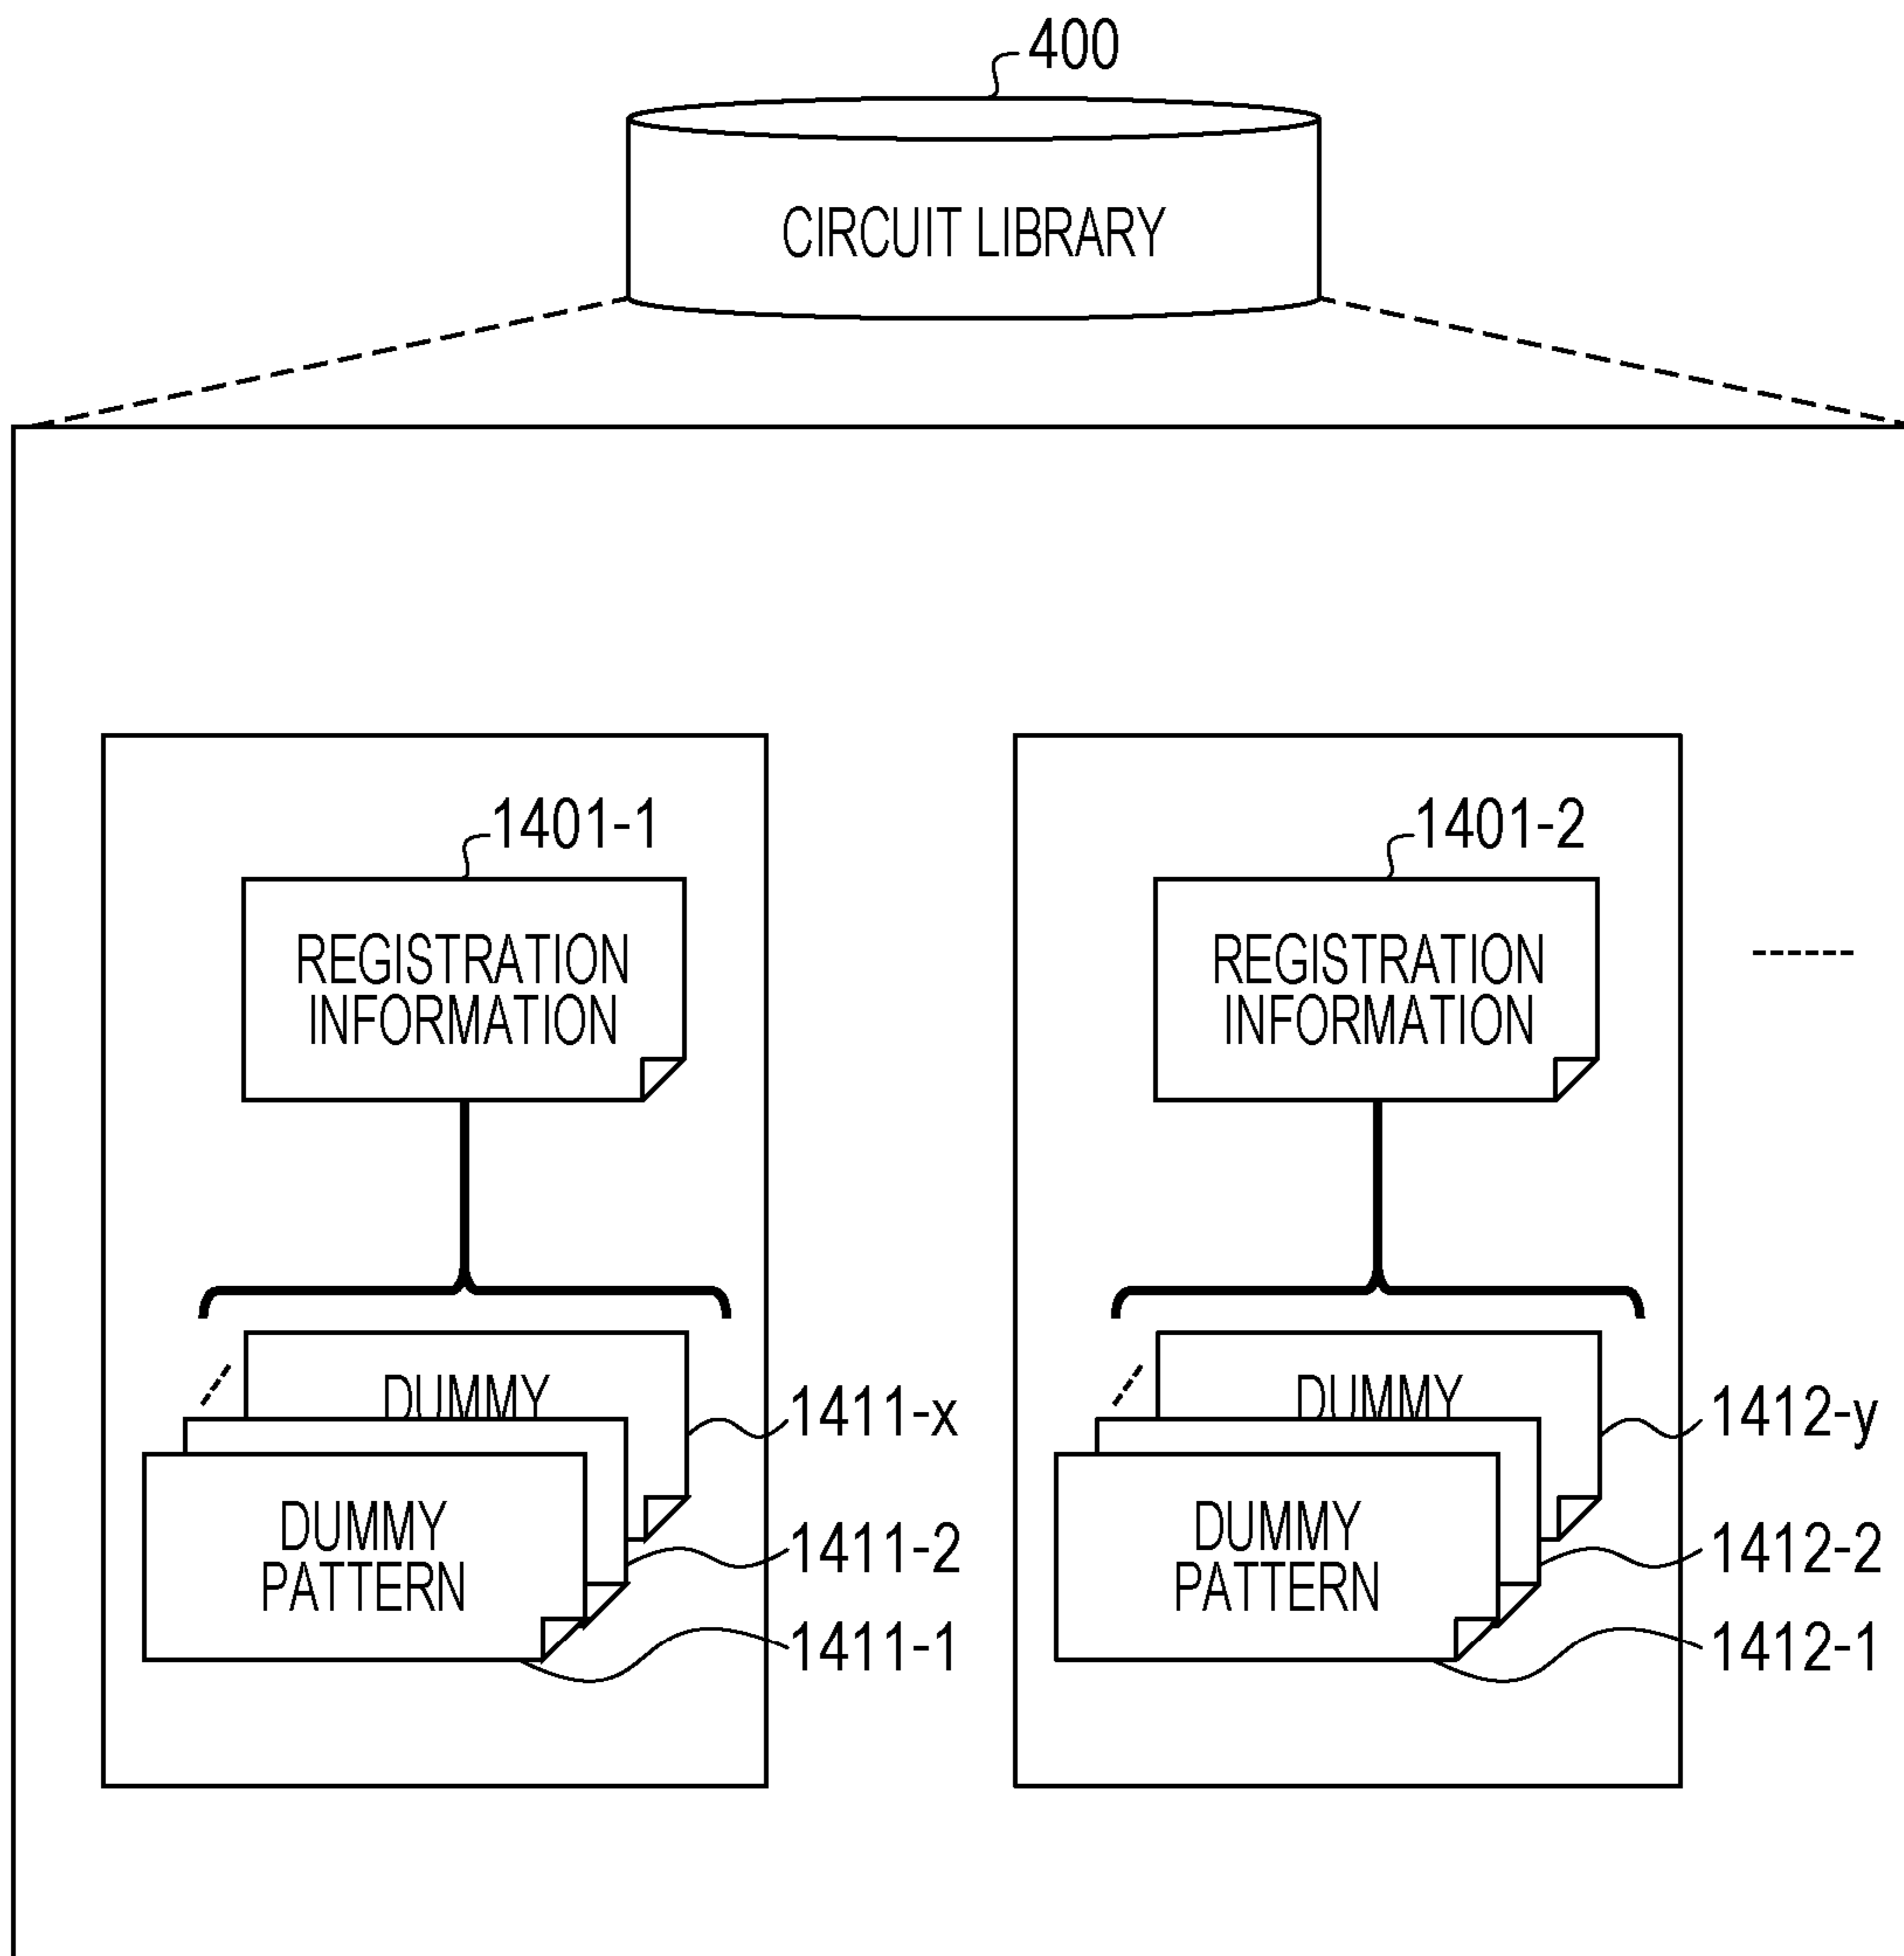 400
CIRCUIT LIBRARY
1401-1
1401-2
REGISTRATION
INFORMATION
REGISTRATION
INFORMATION
DUMMY
1411-x
DUMMY
1412-y
DUMMY
PATTERN
1411-2
DUMMY
PATTERN
1412-2
1411-1
1412-1